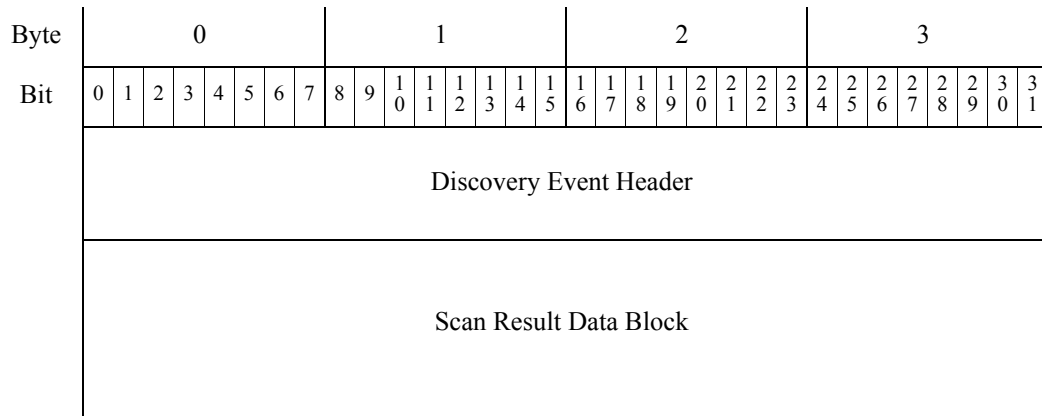 Byte 0 1 2 3
Bit 0 1 2 3 4 5 6 7 8 9 10 11 12 13 14 15 16 17 18 19 20 21 22 23 24 25 26 27 28 29 30 31
Discovery Event Header
Scan Result Data Block